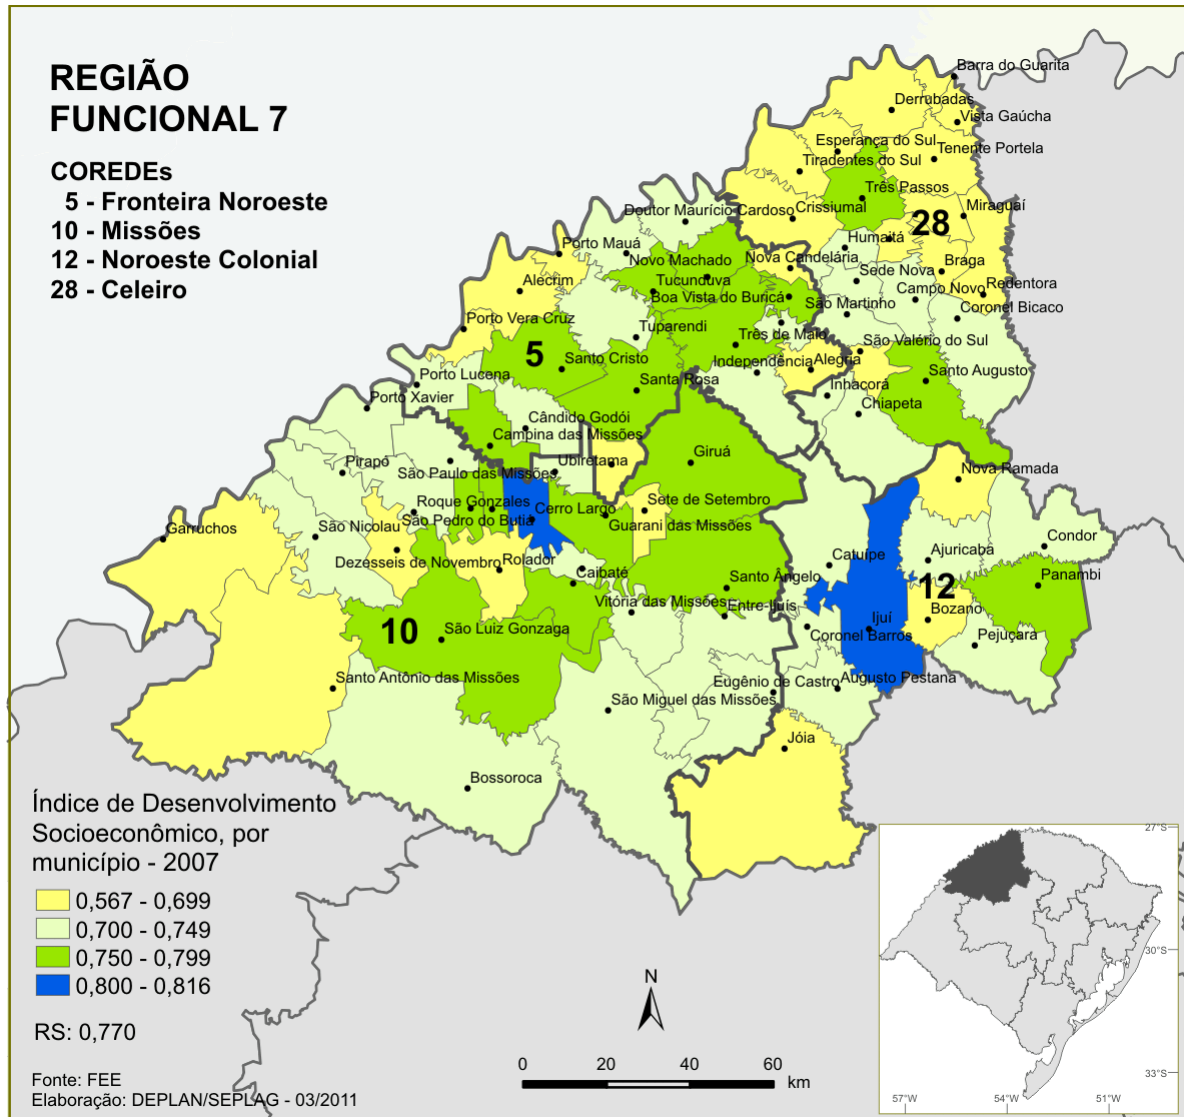 REGIÃO
FUNCIONAL 7
COREDEs
5 - Fronteira Noroeste
10 - Missões
12 - Noroeste Colonial
28 - Celeiro
Barra do Guarita
Derrubadas
Vista Gaúcha
Esperança do Sul
Tenente Portela
Tiradentes do Sul
Três Passos
Doutor Maurício Cardoso
Crissiumal
Miraguaí
28
Humaitá
Porto Mauá
Novo Machado
Nova Candelária
Braga
Sede Nova
Alecrim
Tucunduva
Redentora
Campo Novo
Boa Vista do Buricá
São Martinho
Coronel Bicaco
Porto Vera Cruz
Tuparendi
Três de Maio
São Valério do Sul
5
Santo Cristo
Independência
Alegria
Santo Augusto
Porto Lucena
Santa Rosa
Inhacorá
Porto Xavier
Chiapeta
Cândido Godói
Campina das Missões
Giruá
Pirapó
Ubiretama
Nova Ramada
São Paulo das Missões
Roque Gonzales
Cerro Largo
Sete de Setembro
São Pedro do Butia
Guarani das Missões
Garruchos
São Nicolau
Condor
Ajuricaba
Catuípe
Dezesseis de Novembro
Rolador
Caibaté
Santo Ângelo
Panambi
12
Vitória das Missões
Entre-Ijuís
Bozano
Ijuí
10
São Luiz Gonzaga
Coronel Barros
Pejuçara
Santo Antônio das Missões
Eugênio de Castro
Augusto Pestana
São Miguel das Missões
Jóia
Bossoroca
Índice de Desenvolvimento
Socioeconômico, por
município - 2007
0,567 - 0,699
0,700 - 0,749
0,750 - 0,799
0,800 - 0,816
RS: 0,770
Fonte: FEE
Elaboração: DEPLAN/SEPLAG - 03/2011
N
0 20 40 60
km
27°S
30°S
33°S
57°W 54°W 51°W